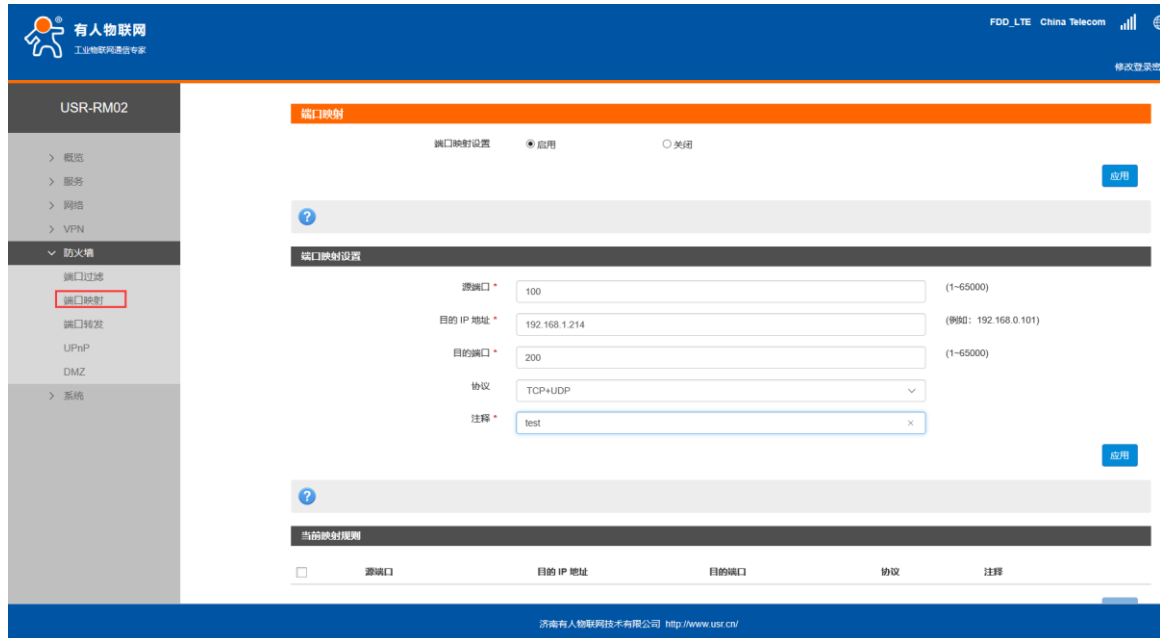 有人物联网
工业物联网通信专家
FDD_LTE China Telecom
修改登录密
USR-RM02
> 概览
> 服务
> 网络
> VPN
防火墙
端口过滤
端口映射
端口转发
UPnP
DMZ
> 系统
端口映射
端口映射设置 启用 关闭
应用
端口映射设置
源端口 * 100 (1~65000)
目的 IP 地址 * 192.168.1.214 (例如: 192.168.0.101)
目的端口 * 200 (1~65000)
协议 TCP+UDP
注释 * test ×
应用
当前映射规则
源端口 目的 IP 地址 目的端口 协议 注释
济南有人物联网技术有限公司 http://www.usr.cn/